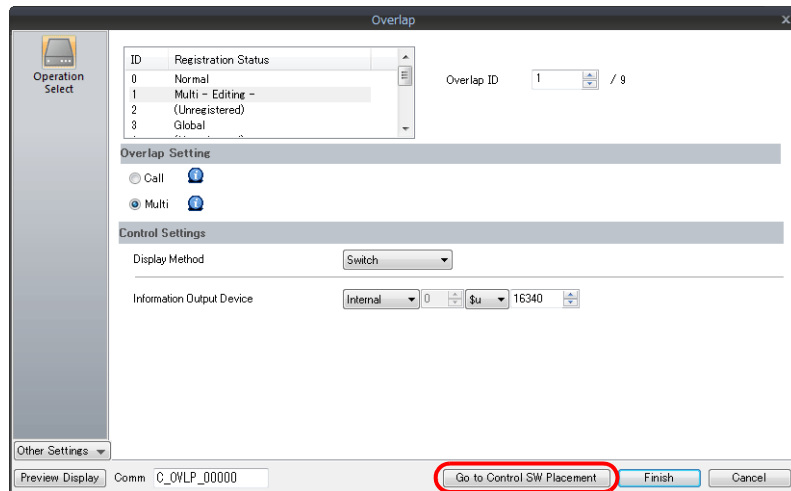 Overlap x
Operation
Select
ID Registration Status
0 Normal
1 Multi - Editing -
2 (Unregistered)
3 Global
Overlap ID 1 / 9
Overlap Setting
Call
Multi
Control Settings
Display Method Switch
Information Output Device Internal 0 $u 16340
Other Settings
Preview Display Comm C_OVLP_00000 Go to Control SW Placement Finish Cancel